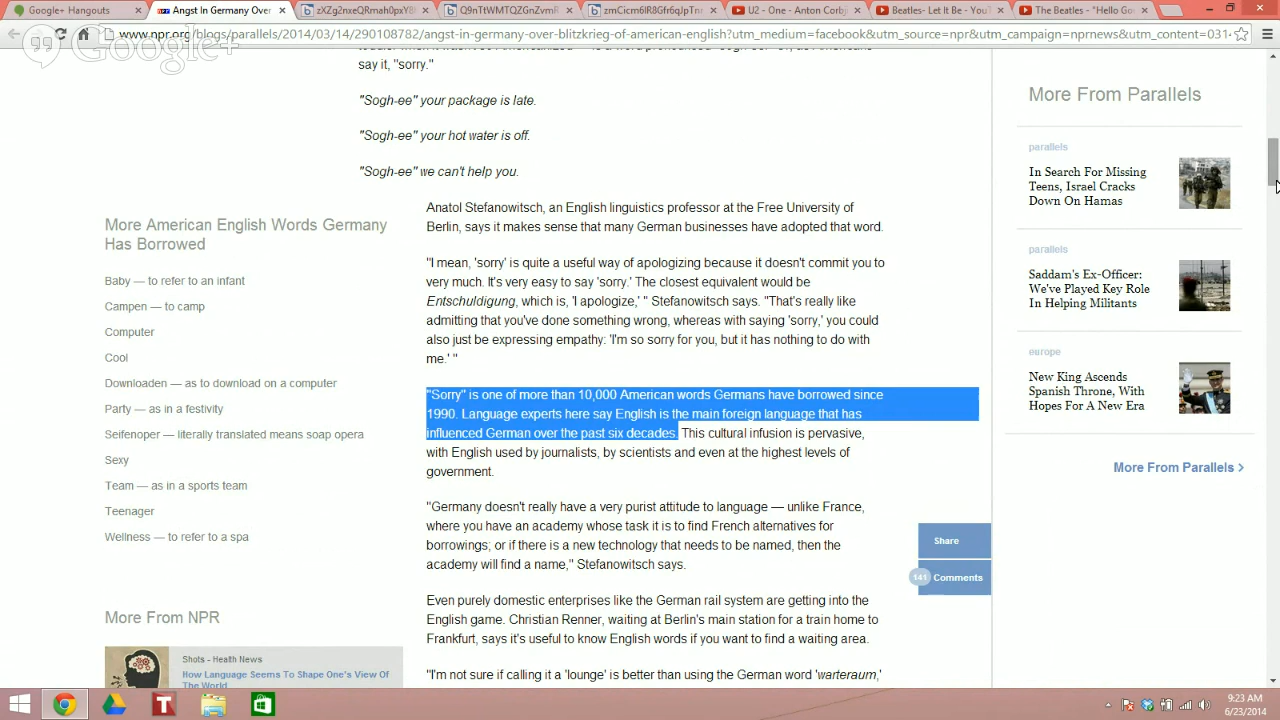 Google+ Hangouts
Angst In Germany Over
zXZg2nxeQRmah0pxY8
Q9nTtWMTQZGnZvmR
zmCicrn6lR8Gfr6qJpTnr
U2 - One - Anton Corb
Beatles- Let It Be - YouT
The Beatles - "Hello Go
www.npr.org/blogs/parallels/2014/03/14/290108782/angst-in-germany-over-blitzkrieg-of-american-english?utm_medium=facebook&utm_source=npr&utm_campaign=nprnews&utm_content=031
Google+
say it, "sorry."
"Sogh-ee" your package is late.
"Sogh-ee" your hot water is off.
"Sogh-ee" we can't help you.
Anatol Stefanowitsch, an English linguistics professor at the Free University of
Berlin, says it makes sense that many German businesses have adopted that word.
"I mean, 'sorry' is quite a useful way of apologizing because it doesn't commit you to
very much. It's very easy to say 'sorry.' The closest equivalent would be
Entschuldigung, which is, 'I apologize,' " Stefanowitsch says. "That's really like
admitting that you've done something wrong, whereas with saying 'sorry,' you could
also just be expressing empathy: 'I'm so sorry for you, but it has nothing to do with
me.' "
"Sorry" is one of more than 10,000 American words Germans have borrowed since
1990. Language experts here say English is the main foreign language that has
influenced German over the past six decades. This cultural infusion is pervasive,
with English used by journalists, by scientists and even at the highest levels of
government.
"Germany doesn't really have a very purist attitude to language — unlike France,
where you have an academy whose task it is to find French alternatives for
borrowings; or if there is a new technology that needs to be named, then the
academy will find a name," Stefanowitsch says.
Even purely domestic enterprises like the German rail system are getting into the
English game. Christian Renner, waiting at Berlin's main station for a train home to
Frankfurt, says it's useful to know English words if you want to find a waiting area.
"I'm not sure if calling it a 'lounge' is better than using the German word 'warteraum,'
More American English Words Germany
Has Borrowed
Baby — to refer to an infant
Campen — to camp
Computer
Cool
Downloaden — as to download on a computer
Party — as in a festivity
Seifenoper — literally translated means soap opera
Sexy
Team — as in a sports team
Teenager
Wellness — to refer to a spa
More From NPR
Shots - Health News
How Language Seems To Shape One's View Of
The World
More From Parallels
parallels
In Search For Missing
Teens, Israel Cracks
Down On Hamas
parallels
Saddam's Ex-Officer:
We've Played Key Role
In Helping Militants
europe
New King Ascends
Spanish Throne, With
Hopes For A New Era
More From Parallels >
Share
141 Comments
9:23 AM
6/23/2014